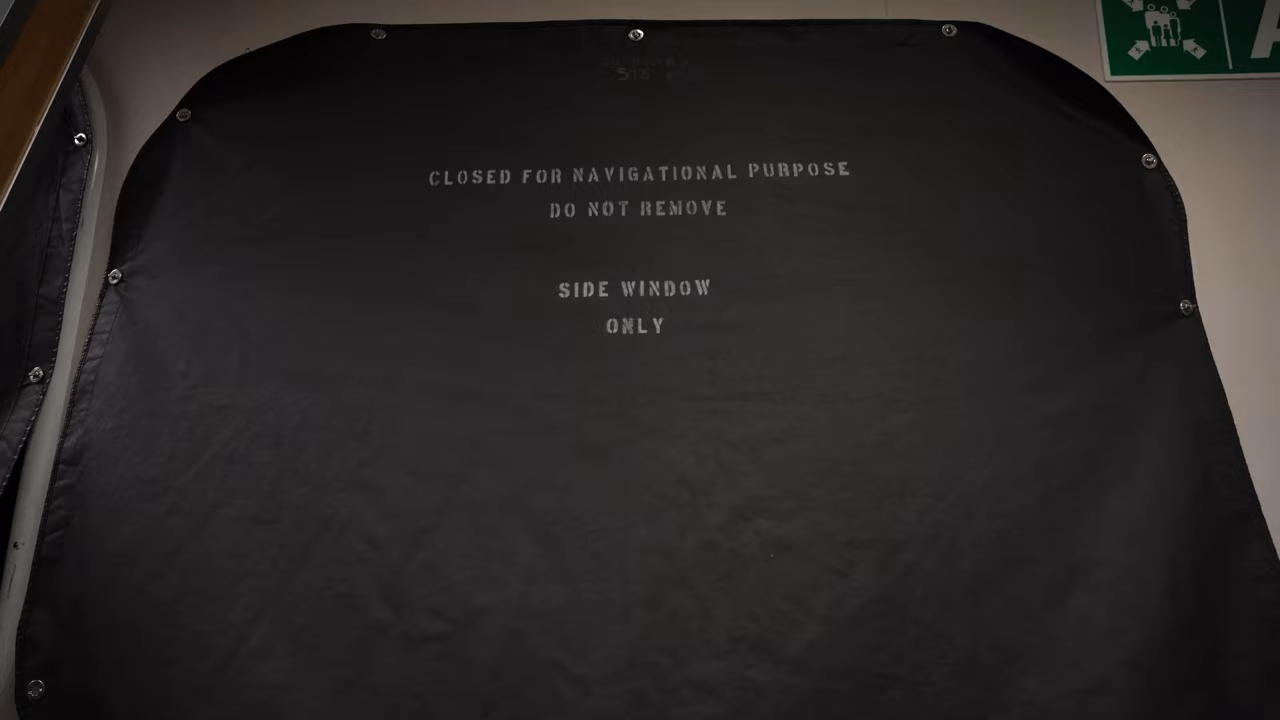 CLOSED FOR NAVIGATIONAL PURPOSE
DO NOT REMOVE
SIDE WINDOW
ONLY